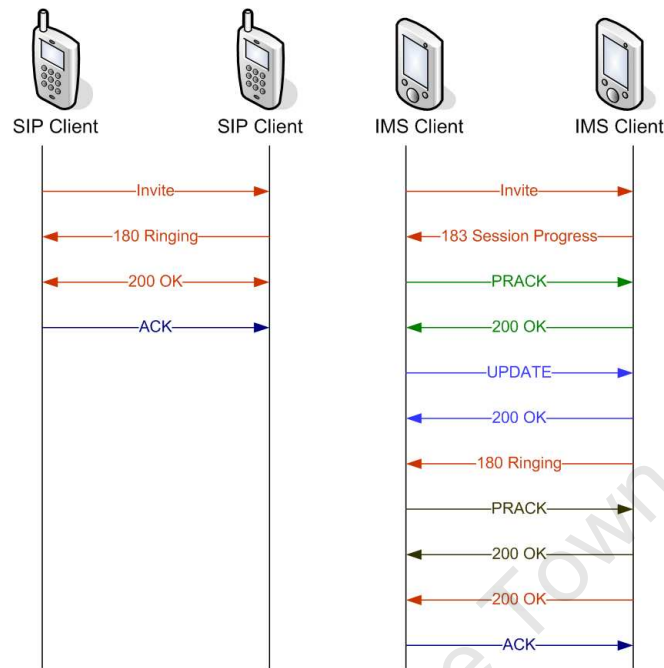 SIP Client SIP Client IMS Client IMS Client
Invite Invite
180 Ringing 183 Session Progress
200 OK PRACK
ACK 200 OK
UPDATE
200 OK
180 Ringing
PRACK
200 OK
200 OK
ACK
e Town